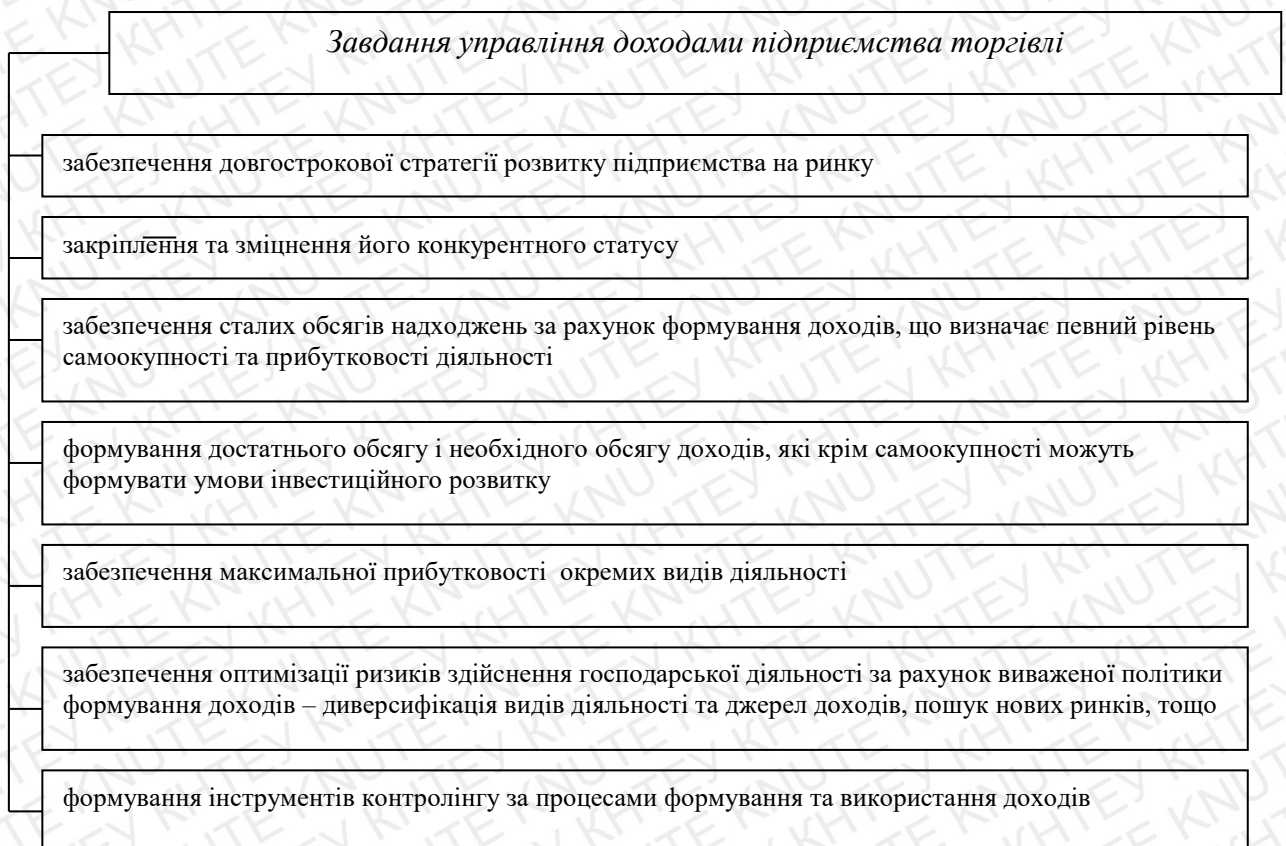 Завдання управління доходами підприємства торгівлі
забезпечення довгострокової стратегії розвитку підприємства на ринку
закріплення та зміцнення його конкурентного статусу
забезпечення сталих обсягів надходжень за рахунок формування доходів, що визначає певний рівень
самоокупності та прибутковості діяльності
формування достатнього обсягу і необхідного обсягу доходів, які крім самоокупності можуть
формувати умови інвестиційного розвитку
забезпечення максимальної прибутковості окремих видів діяльності
забезпечення оптимізації ризиків здійснення господарської діяльності за рахунок виваженої політики
формування доходів – диверсифікація видів діяльності та джерел доходів, пошук нових ринків, тощо
формування інструментів контролінгу за процесами формування та використання доходів